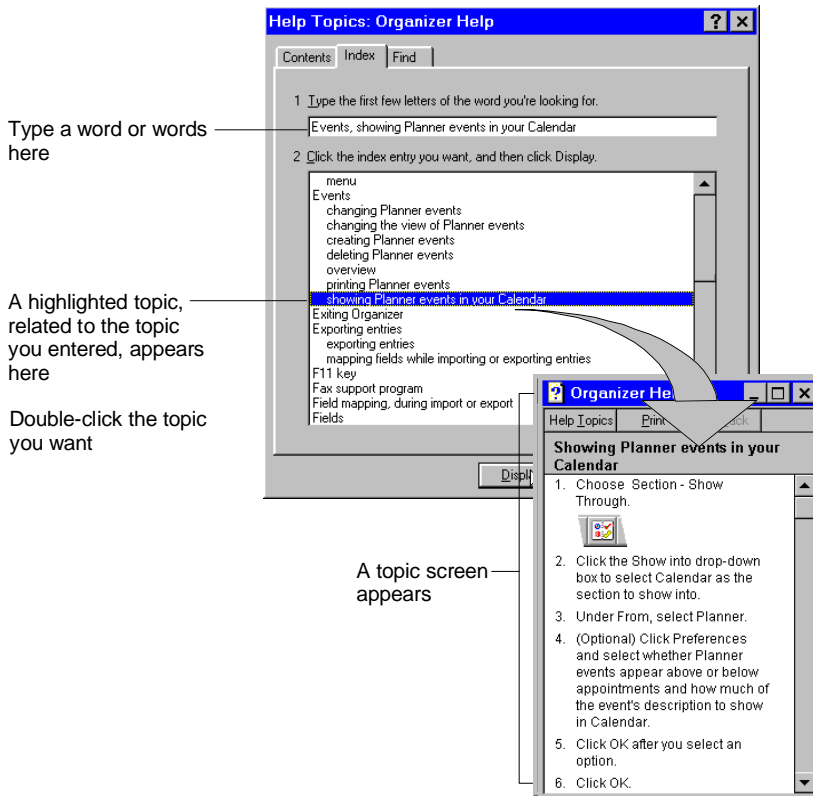 Help Topics: Organizer Help
Contents Index Find
1 Type the first few letters of the word you're looking for.
Type a word or words
here
Events, showing Planner events in your Calendar
2 Click the index entry you want, and then click Display.
menu
Events
changing Planner events
changing the view of Planner events
creating Planner events
deleting Planner events
overview
printing Planner events
showing Planner events in your Calendar
Exiting Organizer
Exporting entries
exporting entries
mapping fields while importing or exporting entries
F11 key
Fax support program
Field mapping, during import or export
Fields
A highlighted topic,
related to the topic
you entered, appears
here
Double-click the topic
you want
A topic screen
appears
Organizer He
Help Topics Print
Showing Planner events in your
Calendar
1. Choose Section - Show
Through.
2. Click the Show into drop-down
box to select Calendar as the
section to show into.
3. Under From, select Planner.
4. (Optional) Click Preferences
and select whether Planner
events appear above or below
appointments and how much of
the event's description to show
in Calendar.
5. Click OK after you select an
option.
6. Click OK.